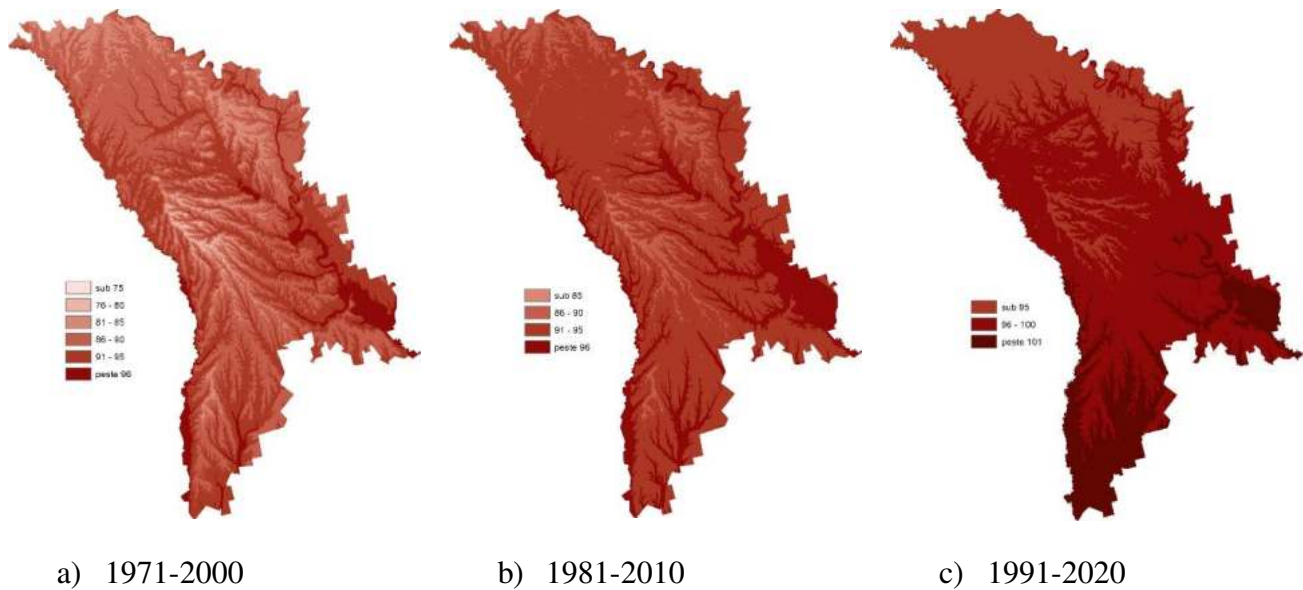 sub 75
76 - 80
81 - 85
86 - 90
91 - 95
peste 96
sub 85
86 - 90
91 - 95
peste 96
sub 95
96 - 100
peste 101
a) 1971-2000
b) 1981-2010
c) 1991-2020